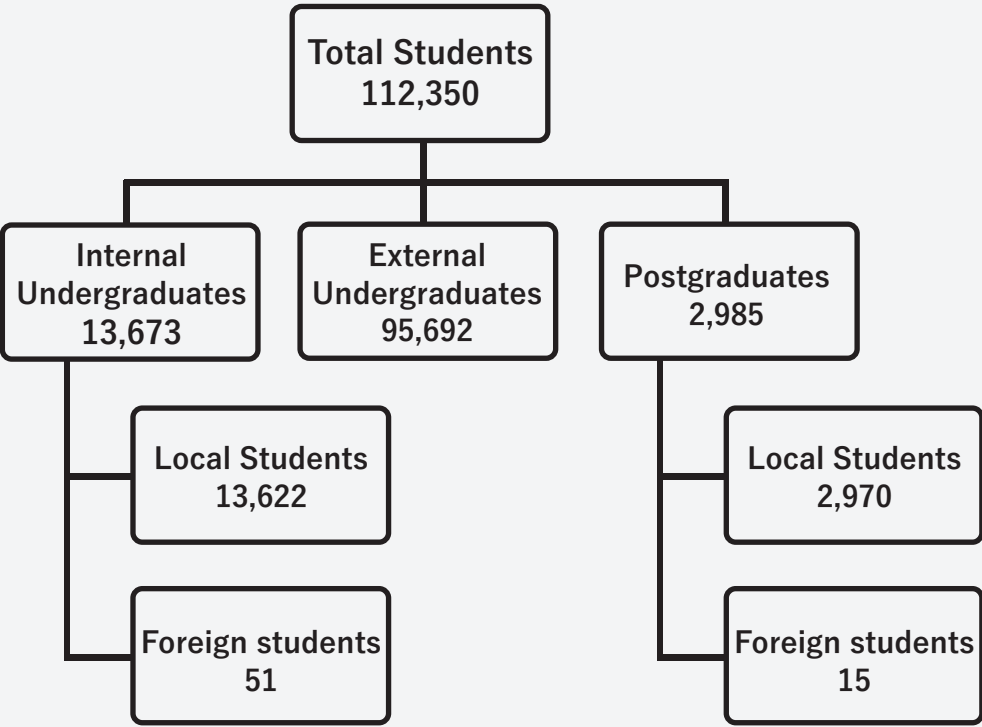 Total Students
112,350
Internal
Undergraduates
13,673
External
Undergraduates
95,692
Postgraduates
2,985
Local Students
13,622
Foreign students
51
Local Students
2,970
Foreign students
15